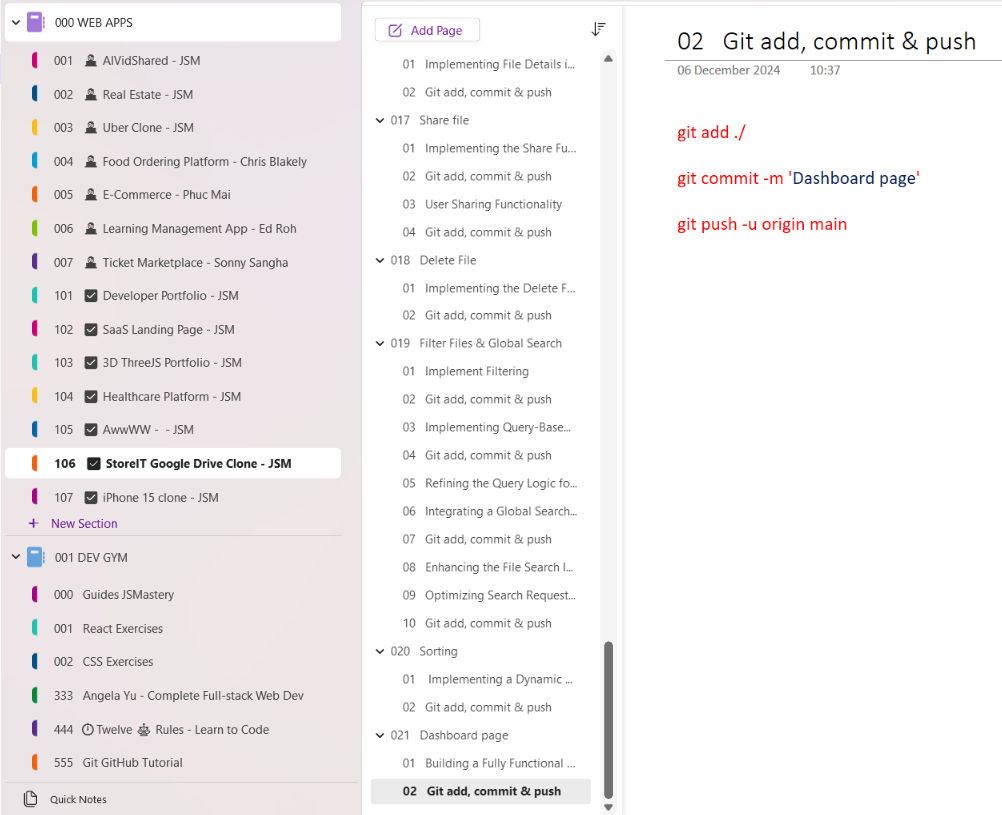 000 WEB APPS
001 AIVidShared - JSM
002 Real Estate - JSM
003 Uber Clone - JSM
004 Food Ordering Platform - Chris Blakely
005 E-Commerce - Phuc Mai
006 Learning Management App - Ed Roh
007 Ticket Marketplace - Sonny Sangha
101 Developer Portfolio - JSM
102 SaaS Landing Page - JSM
103 3D ThreeJS Portfolio - JSM
104 Healthcare Platform - JSM
105 AwwWW - - JSM
106 StoreIT Google Drive Clone - JSM
107 iPhone 15 clone - JSM
+ New Section
001 DEV GYM
000 Guides JSMastery
001 React Exercises
002 CSS Exercises
333 Angela Yu - Complete Full-stack Web Dev
444 Twelve Rules - Learn to Code
555 Git GitHub Tutorial
Quick Notes
Add Page
01 Implementing File Details i...
02 Git add, commit & push
017 Share file
01 Implementing the Share Fu...
02 Git add, commit & push
03 User Sharing Functionality
04 Git add, commit & push
018 Delete File
01 Implementing the Delete F...
02 Git add, commit & push
019 Filter Files & Global Search
01 Implement Filtering
02 Git add, commit & push
03 Implementing Query-Base...
04 Git add, commit & push
05 Refining the Query Logic fo...
06 Integrating a Global Search...
07 Git add, commit & push
08 Enhancing the File Search I...
09 Optimizing Search Request...
10 Git add, commit & push
020 Sorting
01 Implementing a Dynamic ...
02 Git add, commit & push
021 Dashboard page
01 Building a Fully Functional ...
02 Git add, commit & push
02 Git add, commit & push
06 December 2024 10:37
git add ./
git commit -m 'Dashboard page'
git push -u origin main